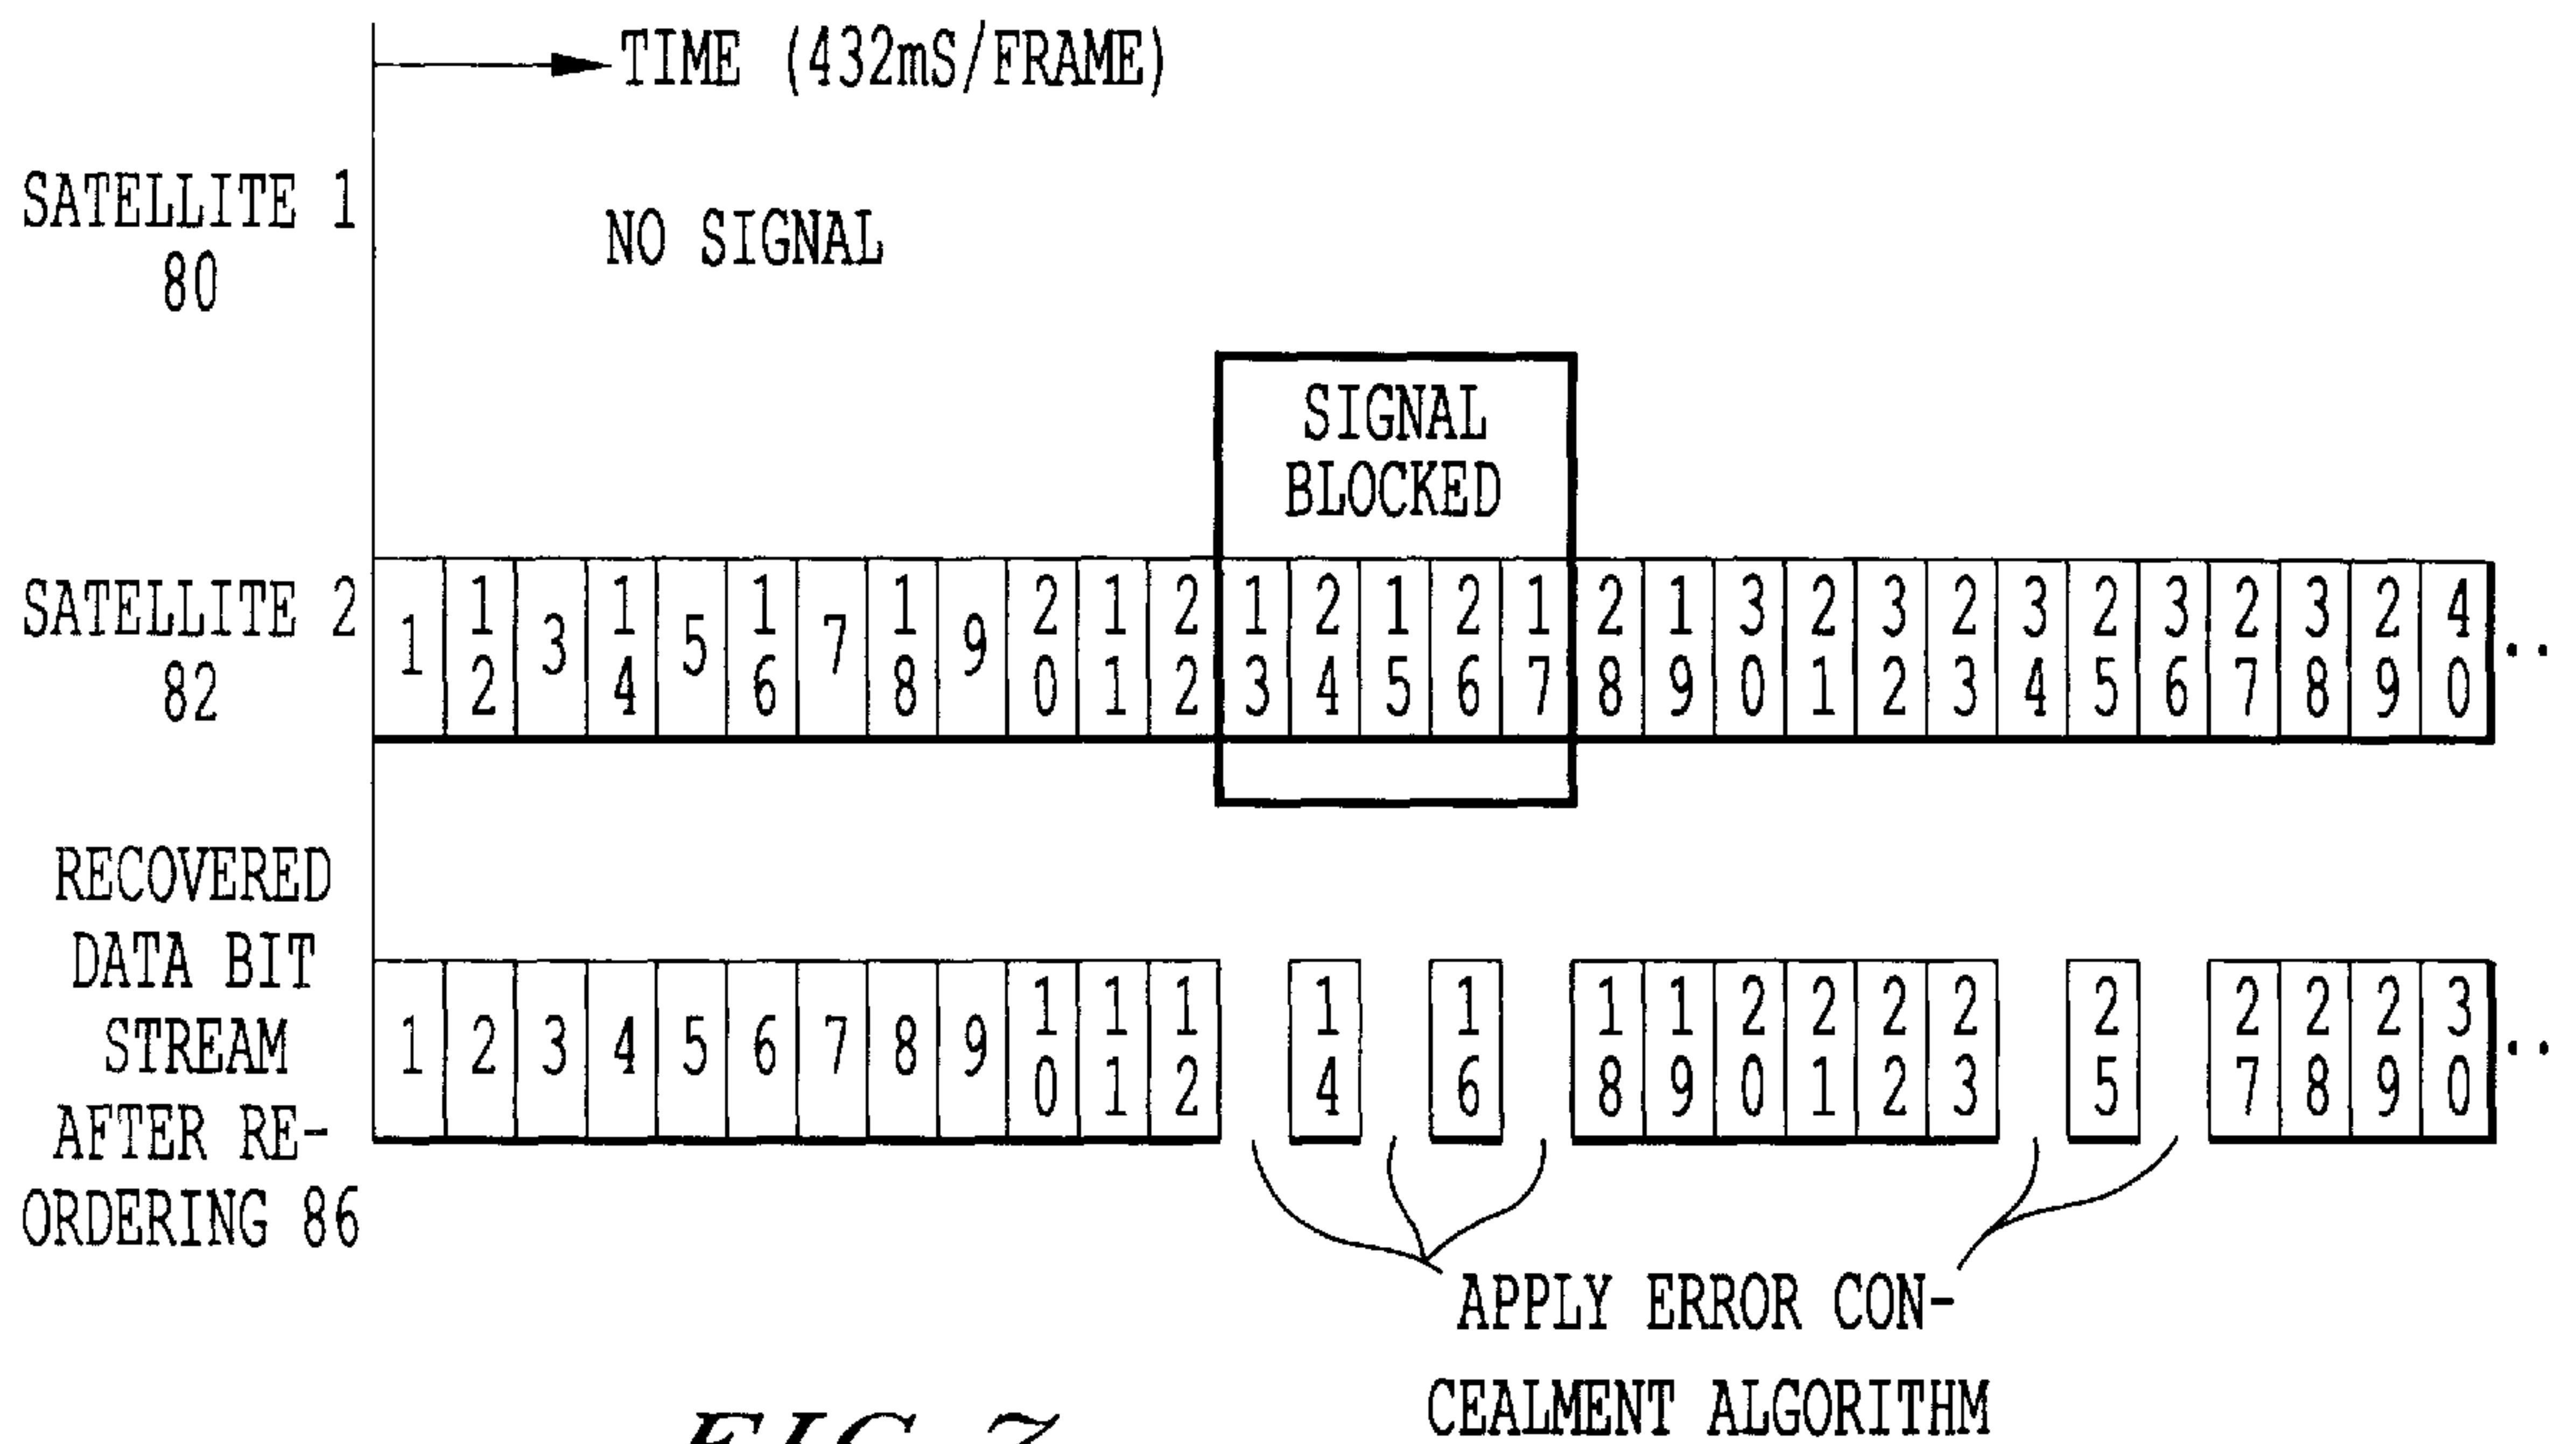 TIME (432mS/FRAME)
SATELLITE 1
80
NO SIGNAL
SIGNAL
BLOCKED
SATELLITE 2
82
1 12 3 14 5 16 7 18 9 20 11 22 13 24 15 26 17 28 19 30 21 32 23 34 25 36 27 38 29 40 ..
RECOVERED
DATA BIT
STREAM
AFTER RE-
ORDERING 86
1 2 3 4 5 6 7 8 9 10 11 12 14 16 18 19 20 21 22 23 25 27 28 29 30 ..
APPLY ERROR CON-
CEALMENT ALGORITHM
FIG. 7